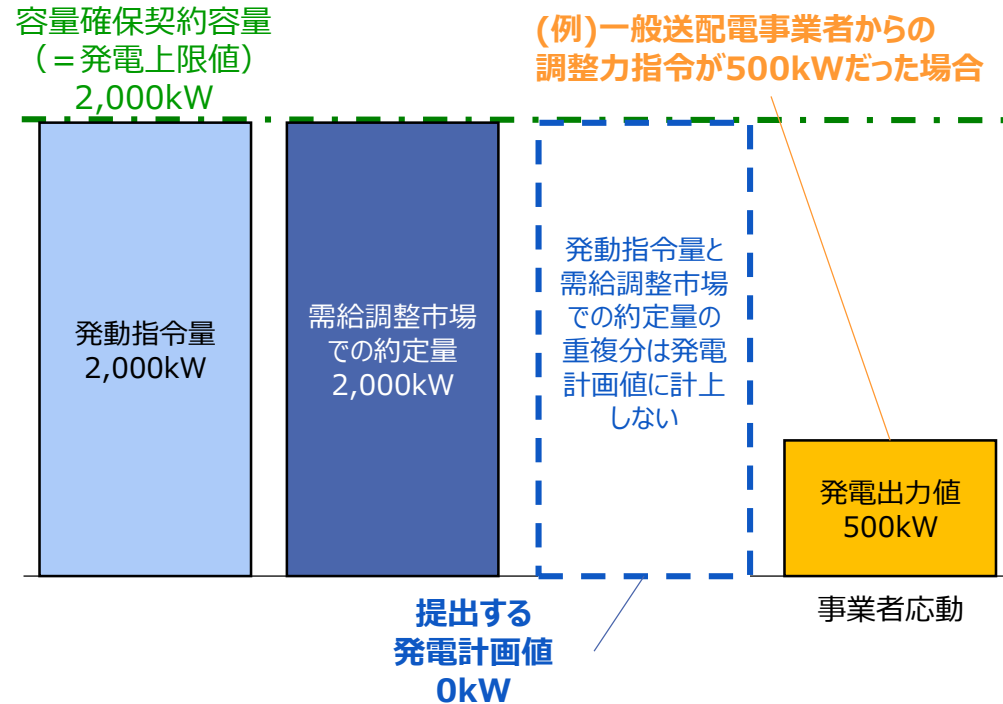 容量確保契約容量
（＝発電上限値）
2,000kW
(例)一般送配電事業者からの
調整力指令が500kWだった場合
発動指令量
2,000kW
需給調整市場
での約定量
2,000kW
発動指令量と
需給調整市場
での約定量の
重複分は発電
計画値に計上
しない
発電出力値
500kW
提出する
発電計画値
0kW
事業者応動